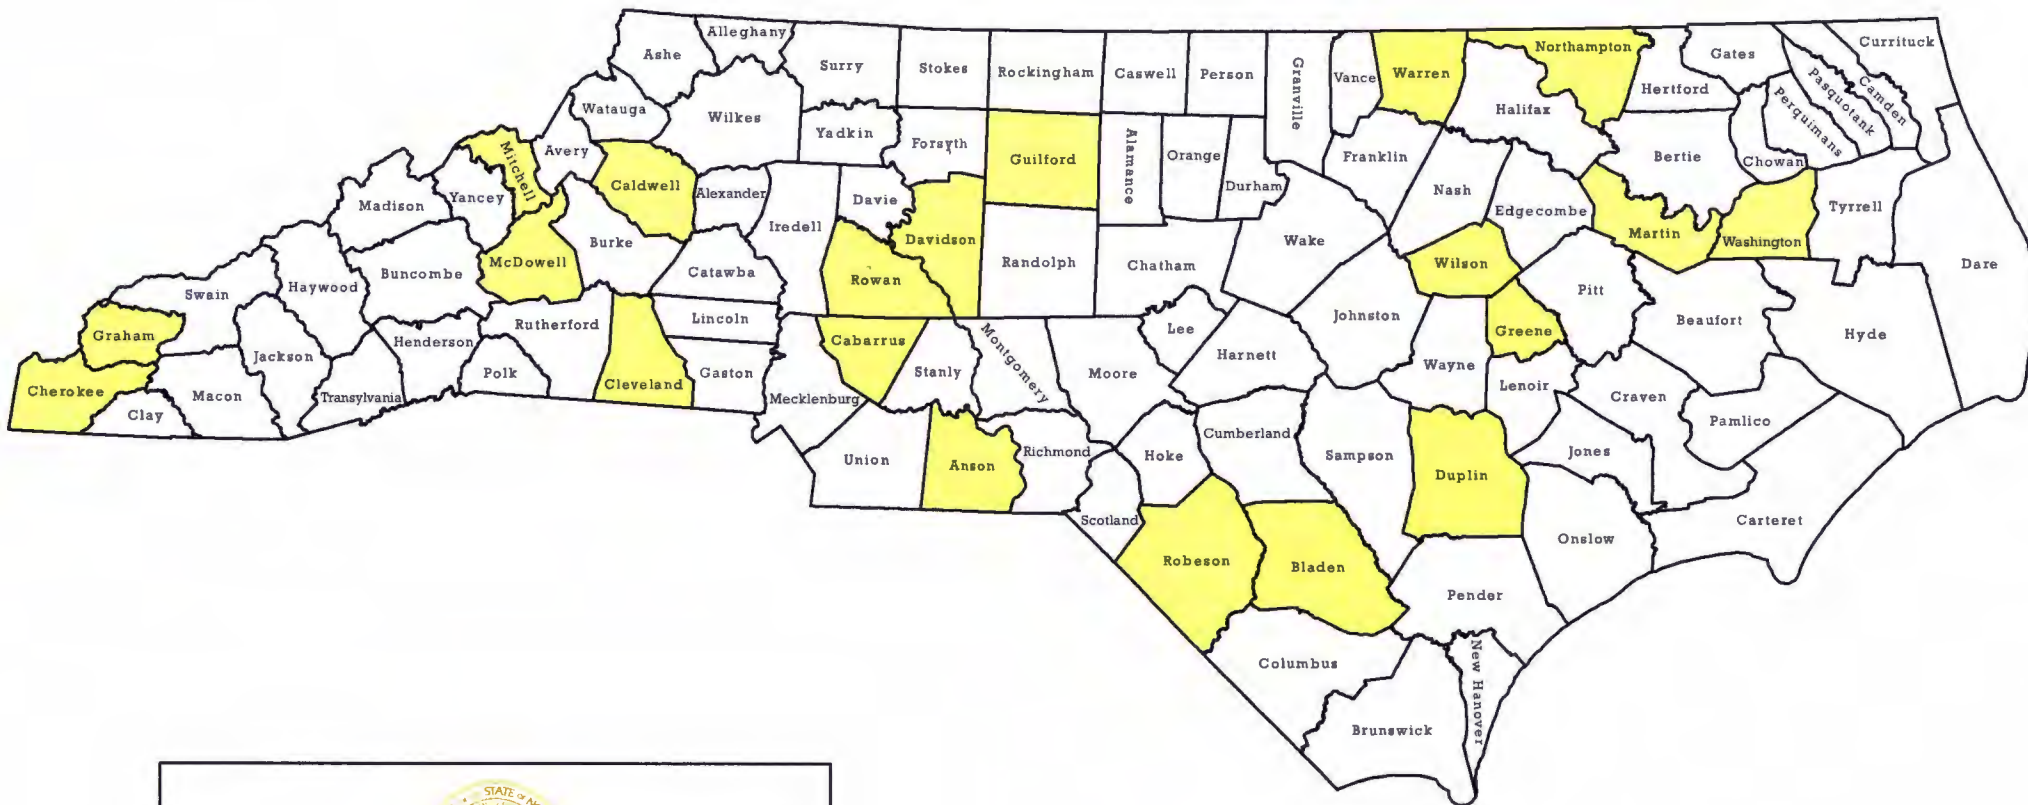 Alleghany
Ashe
Surry
Stokes
Rockingham
Caswell
Person
Granville
Vance
Warren
Northampton
Gates
Currituck
Camden
Pasquotank
Perquimans
Hertford
Halifax
Watauga
Wilkes
Yadkin
Forsyth
Guilford
Alamance
Orange
Durham
Franklin
Nash
Edgecombe
Bertie
Chowan
Mitchell
Avery
Caldwell
Alexander
Davie
Iredell
Madison
Yancey
Burke
Davidson
Randolph
Chatham
Wake
Wilson
Martin
Washington
Tyrrell
Dare
Swain
Haywood
Buncombe
McDowell
Catawba
Rowan
Pitt
Graham
Rutherford
Lincoln
Cabarrus
Montgomery
Lee
Johnston
Greene
Beaufort
Hyde
Jackson
Henderson
Harnett
Wayne
Cherokee
Clay
Macon
Transylvania
Polk
Cleveland
Gaston
Mecklenburg
Stanly
Moore
Lenoir
Craven
Pamlico
Union
Anson
Richmond
Hoke
Cumberland
Sampson
Duplin
Jones
Scotland
Onslow
Carteret
Robeson
Bladen
Pender
Columbus
New Hanover
Brunswick
STATE OF